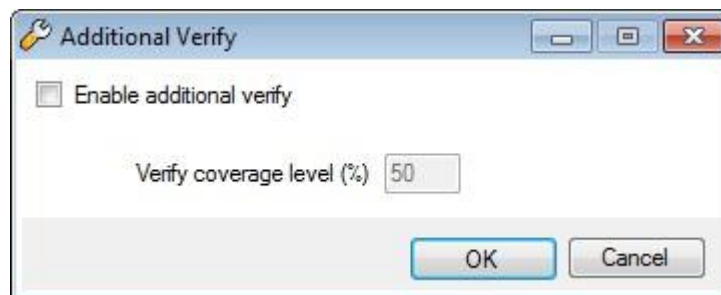 Additional Verify
Enable additional verify
Verify coverage level (%) 50
OK Cancel